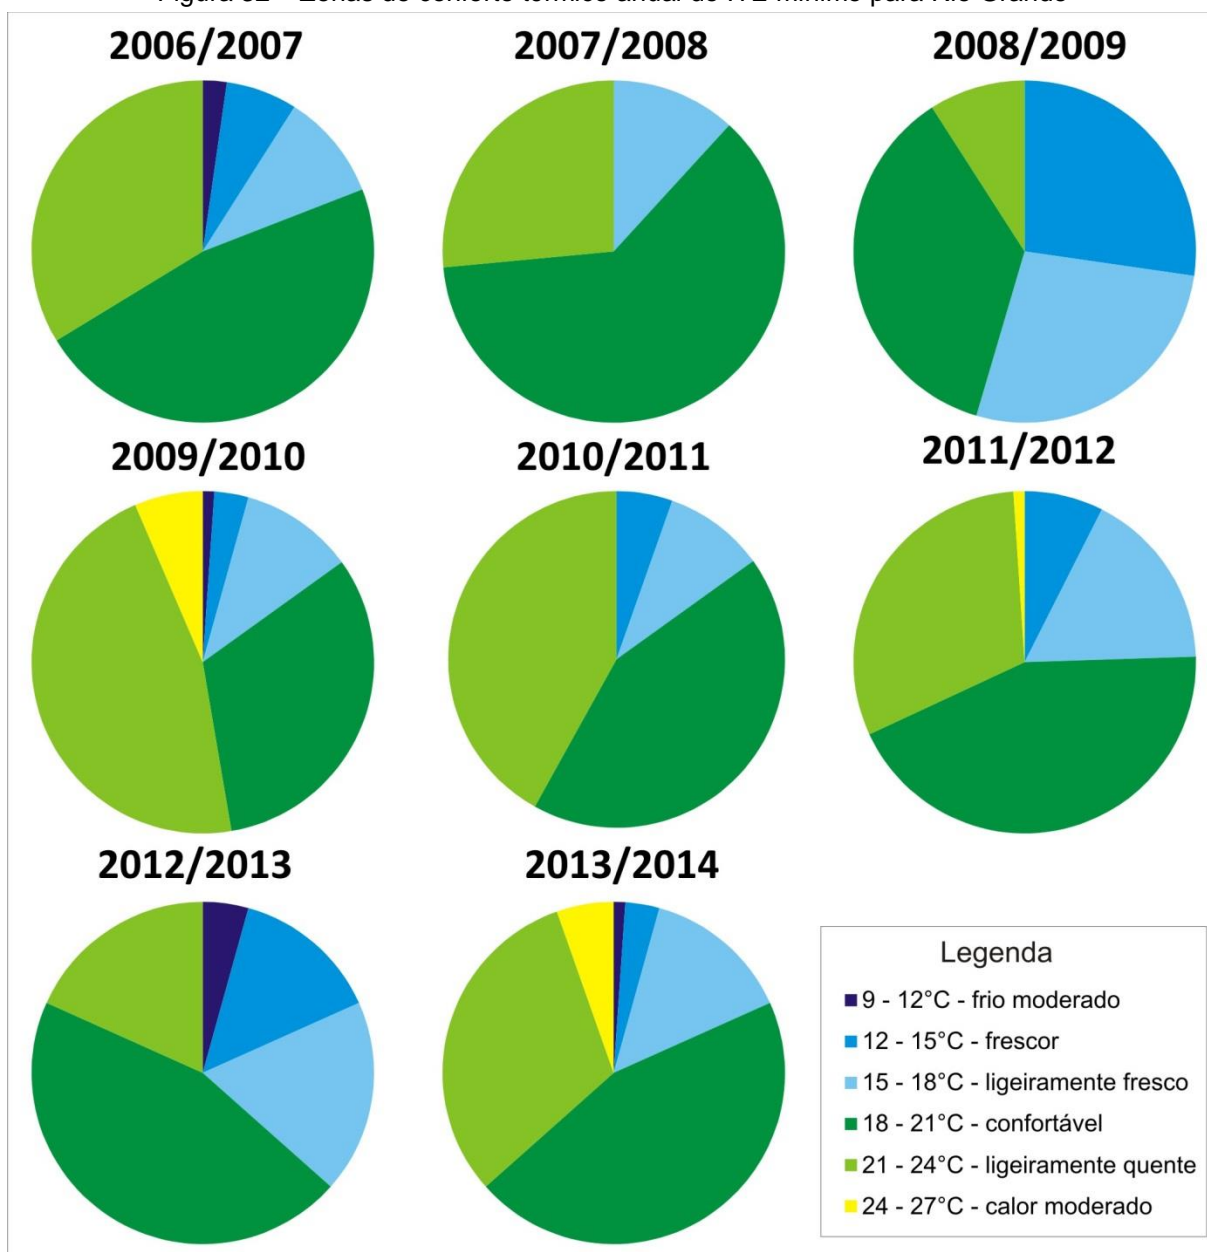 2006/2007
2007/2008
2008/2009
2009/2010
2010/2011
2011/2012
2012/2013
2013/2014
Legenda
9 - 12°C - frio moderado
12 - 15°C - frescor
15 - 18°C - ligeiramente fresco
18 - 21°C - confortável
21 - 24°C - ligeiramente quente
24 - 27°C - calor moderado